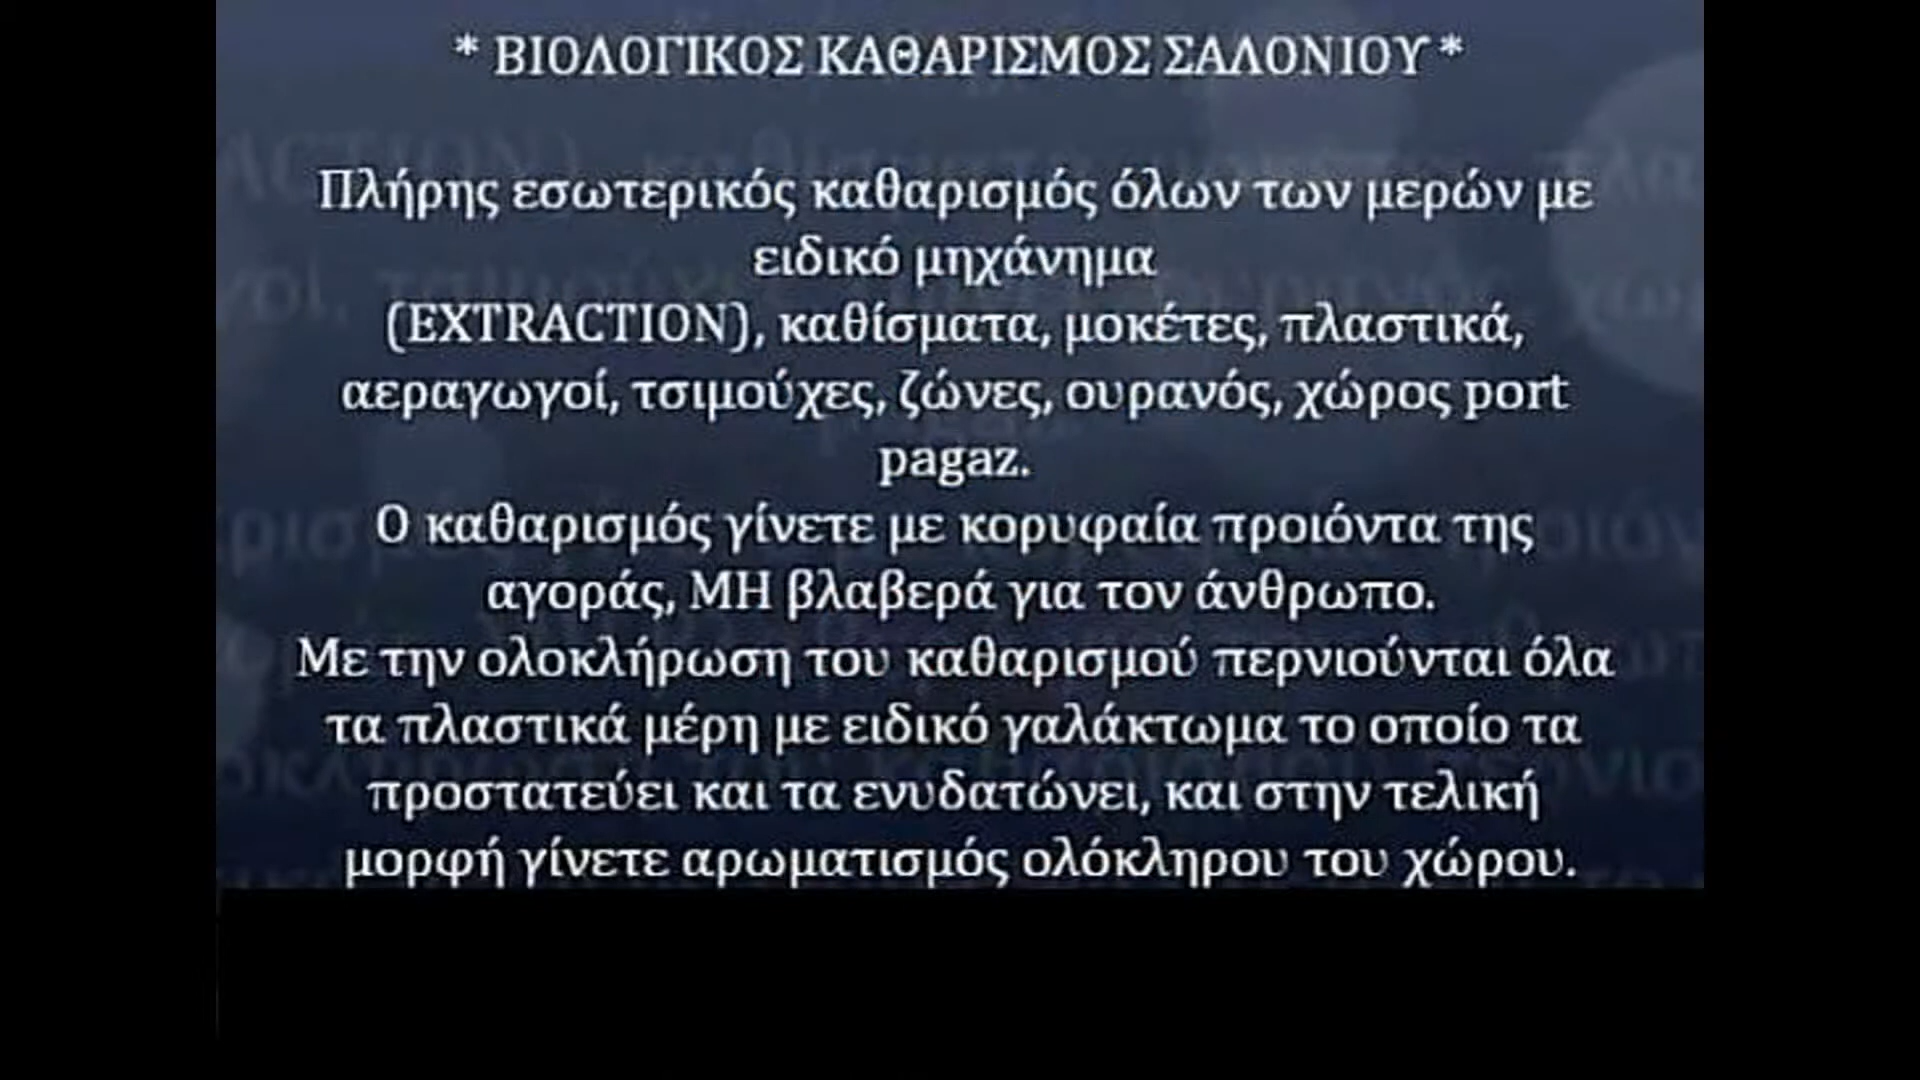 * ΒΙΟΛΟΓΙΚΟΣ ΚΑΘΑΡΙΣΜΟΣ ΣΑΛΟΝΙΟΥ *
Πλήρης εσωτερικός καθαρισμός όλων των μερών με
ειδικό μηχάνημα
(EXTRACTION), καθίσματα, μοκέτες, πλαστικά,
αεραγωγοί, τσιμούχες, ζώνες, ουρανός, χώρος port
pagaz.
Ο καθαρισμός γίνετε με κορυφαία προιόντα της
αγοράς, ΜΗ βλαβερά για τον άνθρωπο.
Με την ολοκλήρωση του καθαρισμού περνιούνται όλα
τα πλαστικά μέρη με ειδικό γαλάκτωμα το οποίο τα
προστατεύει και τα ενυδατώνει, και στην τελική
μορφή γίνετε αρωματισμός ολόκληρου του χώρου.